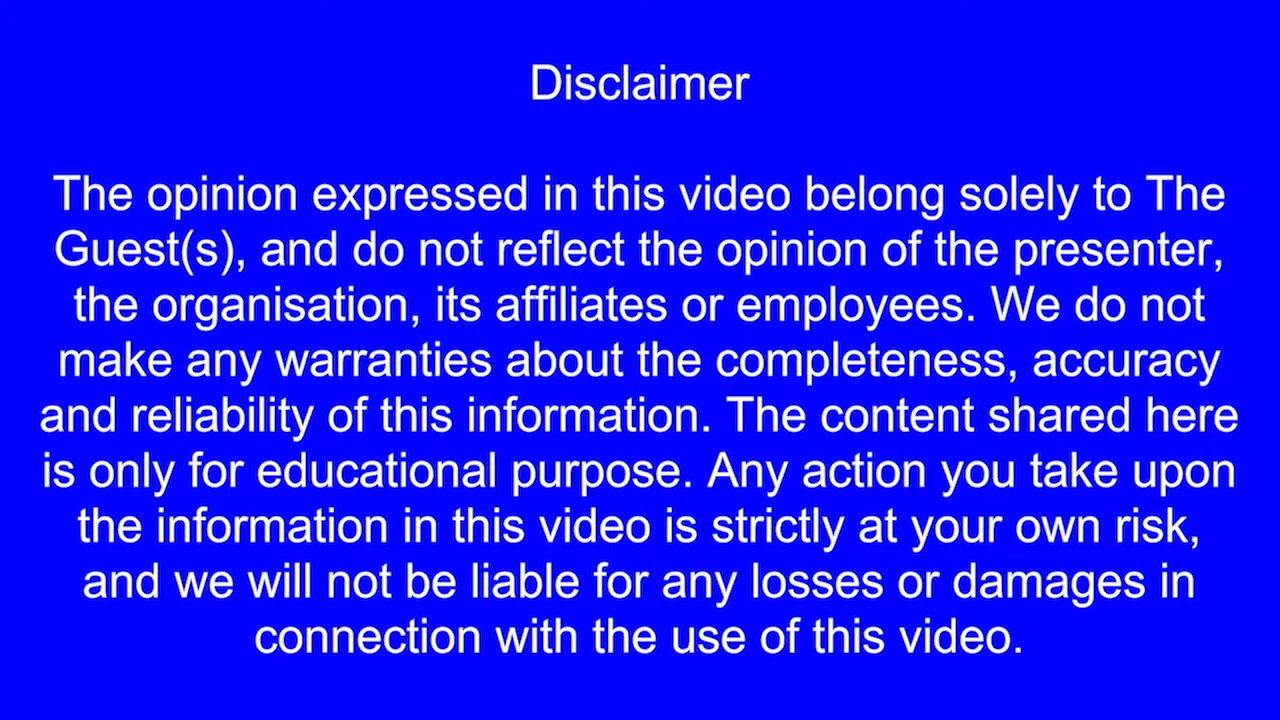 Disclaimer
The opinion expressed in this video belong solely to The
Guest(s), and do not reflect the opinion of the presenter,
the organisation, its affiliates or employees. We do not
make any warranties about the completeness, accuracy
and reliability of this information. The content shared here
is only for educational purpose. Any action you take upon
the information in this video is strictly at your own risk,
and we will not be liable for any losses or damages in
connection with the use of this video.